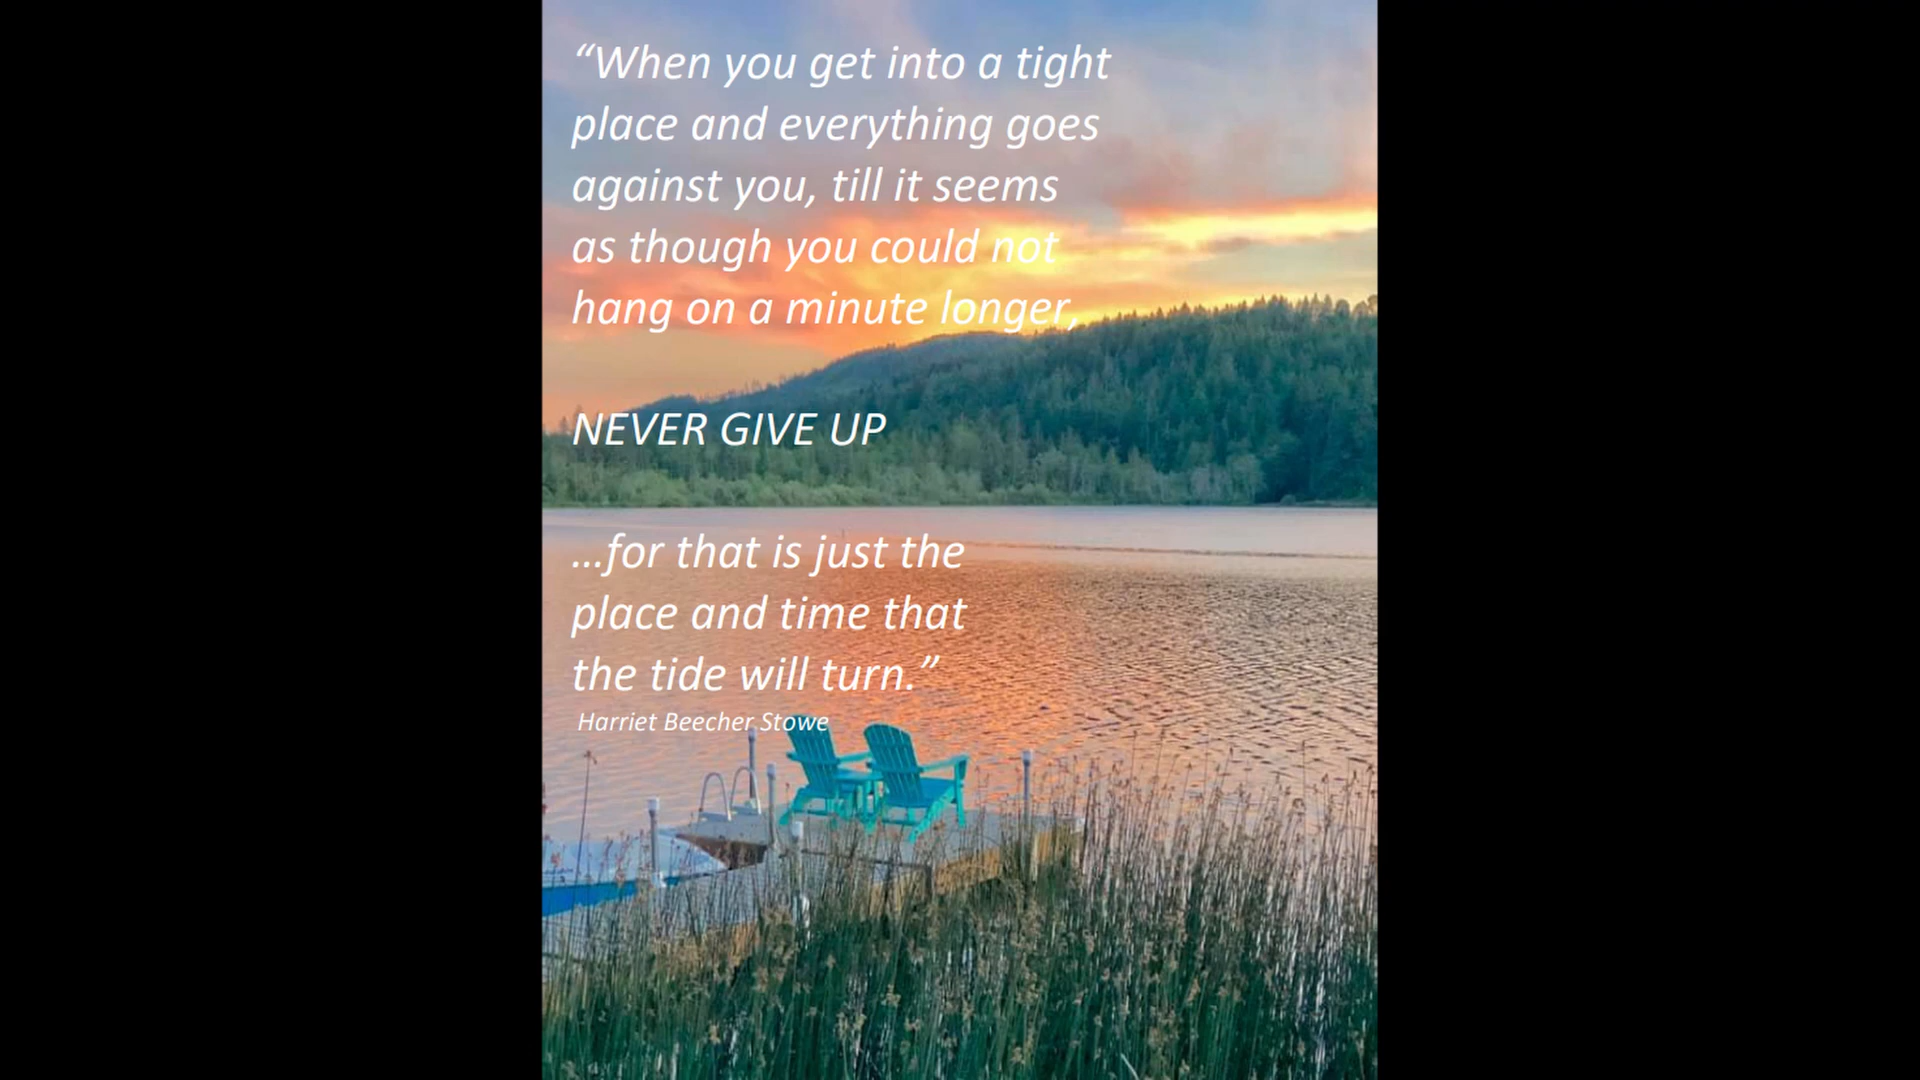 “When you get into a tight
place and everything goes
against you, till it seems
as though you could not
hang on a minute longer,
NEVER GIVE UP
...for that is just the
place and time that
the tide will turn.”
Harriet Beecher Stowe